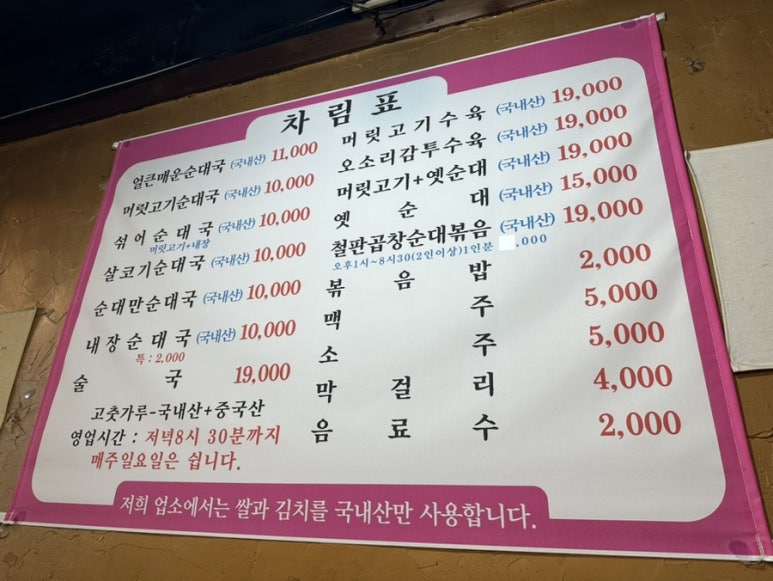 차림표
얼큰매운순대국 (국내산) 11,000
머릿고기순대국 (국내산) 10,000
섞어순대국 (국내산) 10,000
머릿고기+내장
살코기순대국 (국내산) 10,000
순대만순대국 (국내산) 10,000
내장순대국 (국내산) 10,000
특 : 2,000
술국 19,000
고춧가루-국내산+중국산
영업시간 : 저녁8시 30분까지
매주일요일은 쉽니다.
머릿고기수육 (국내산) 19,000
오소리감투수육 (국내산) 19,000
머릿고기+옛순대 (국내산) 19,000
옛순대 (국내산) 15,000
철판곱창순대볶음 (국내산) 19,000
오후1시~8시30(2인이상)1인분 ,000
볶음밥 2,000
맥주 5,000
소주 5,000
막걸리 4,000
음료수 2,000
저희 업소에서는 쌀과 김치를 국내산만 사용합니다.